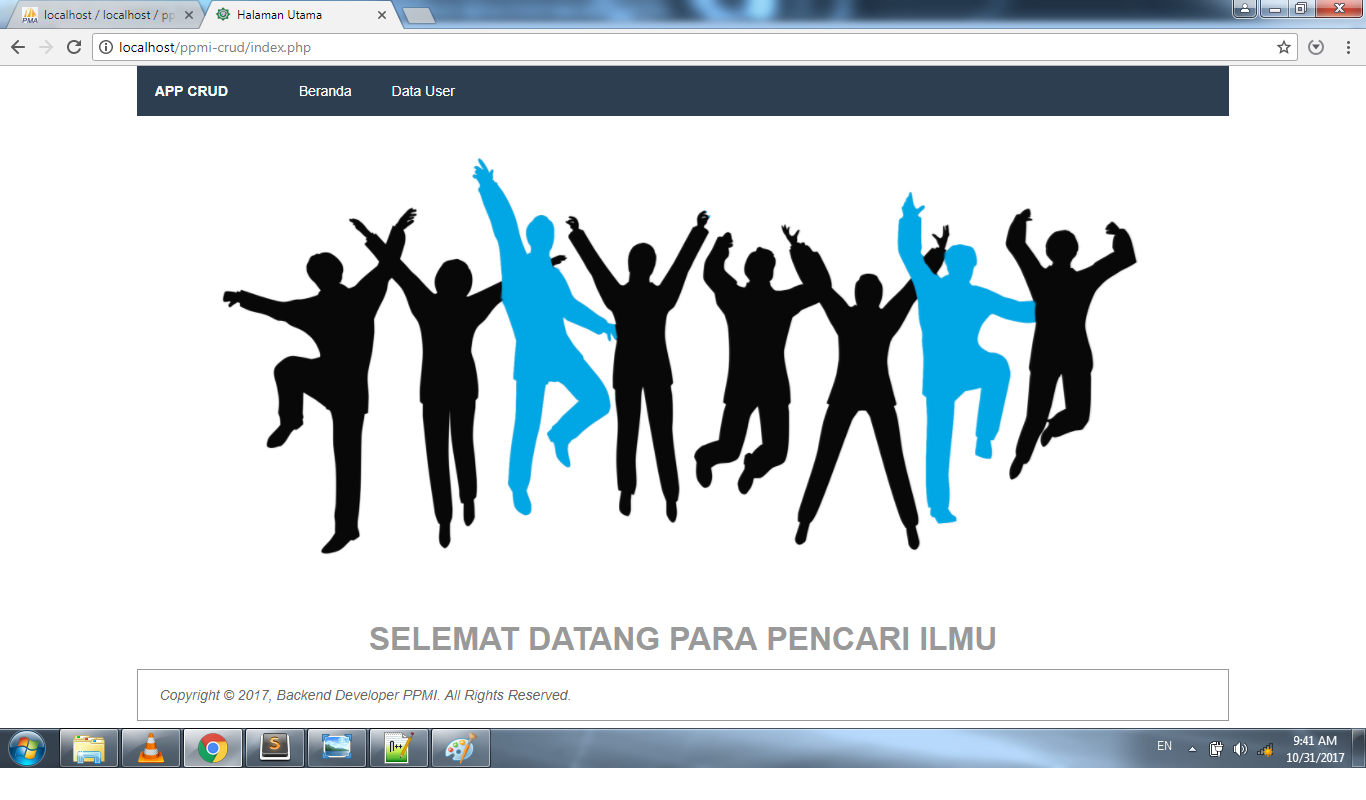 localhost / localhost / pp
Halaman Utama
localhost/ppmi-crud/index.php
APP CRUD Beranda Data User
SELEMAT DATANG PARA PENCARI ILMU
Copyright © 2017, Backend Developer PPMI. All Rights Reserved.
EN
9:41 AM
10/31/2017